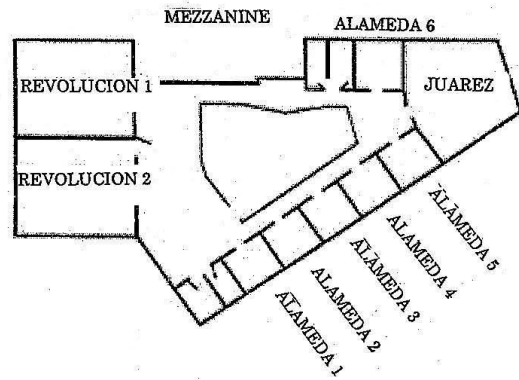 MEZZANINE
ALAMEDA 6
REVOLUCION 1
JUAREZ
REVOLUCION 2
ALAMEDA 5
ALAMEDA 4
ALAMEDA 3
ALAMEDA 2
ALAMEDA 1